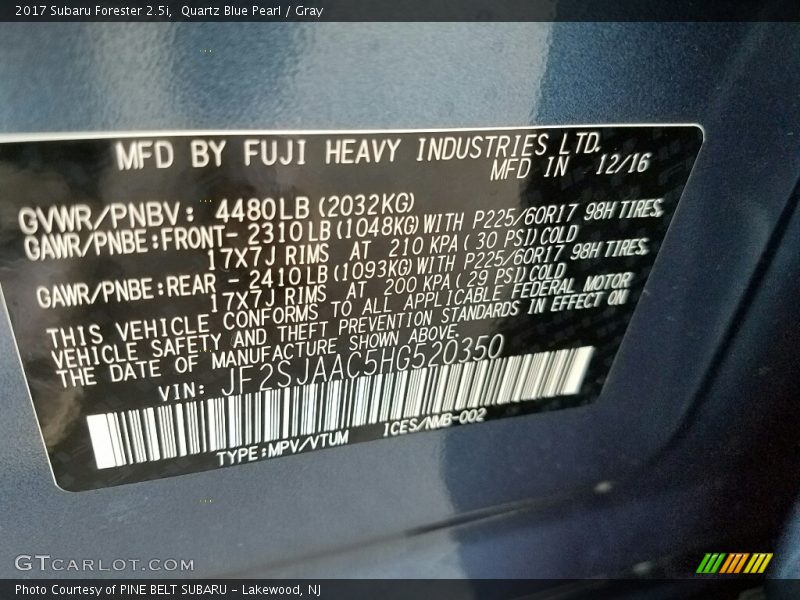 2017 Subaru Forester 2.5i,  Quartz Blue Pearl / Gray
MFD BY FUJI HEAVY INDUSTRIES LTD.
MFD IN 12/16
GVWR/PNBV: 4480LB(2032KG)
GAWR/PNBE:FRONT- 2310LB(1048KG)WITH P225/60R17 98H TIRES,
17X7J RIMS AT 210 KPA(30 PSI)COLD
GAWR/PNBE:REAR - 2410LB(1093KG)WITH P225/60R17 98H TIRES,
17X7J RIMS AT 200 KPA(29 PSI)COLD
THIS VEHICLE CONFORMS TO ALL APPLICABLE FEDERAL MOTOR
VEHICLE SAFETY AND THEFT PREVENTION STANDARDS IN EFFECT ON
THE DATE OF MANUFACTURE SHOWN ABOVE.
VIN: JF2SJAAC5HG520350
TYPE:MPV/VTUM ICES/NMB-002
GTCARLOT.COM
Photo Courtesy of PINE BELT SUBARU - Lakewood, NJ